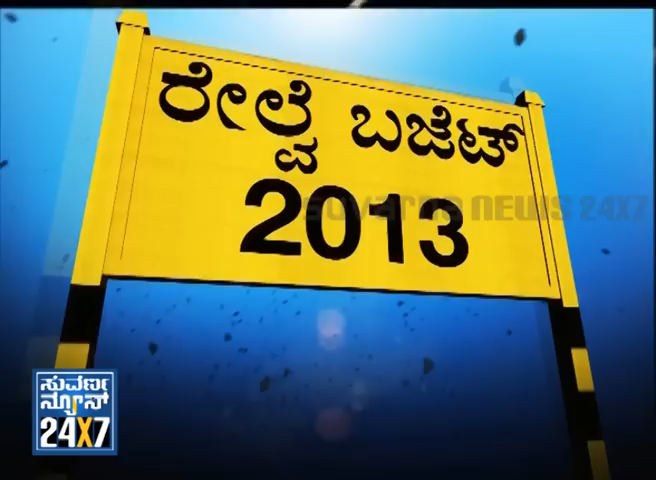 ರೇಲ್ವೆ ಬಜೆಟ್
2013
suvarna news 24x7
ಸುವರ್ಣ
ನ್ಯೂಸ್
24X7